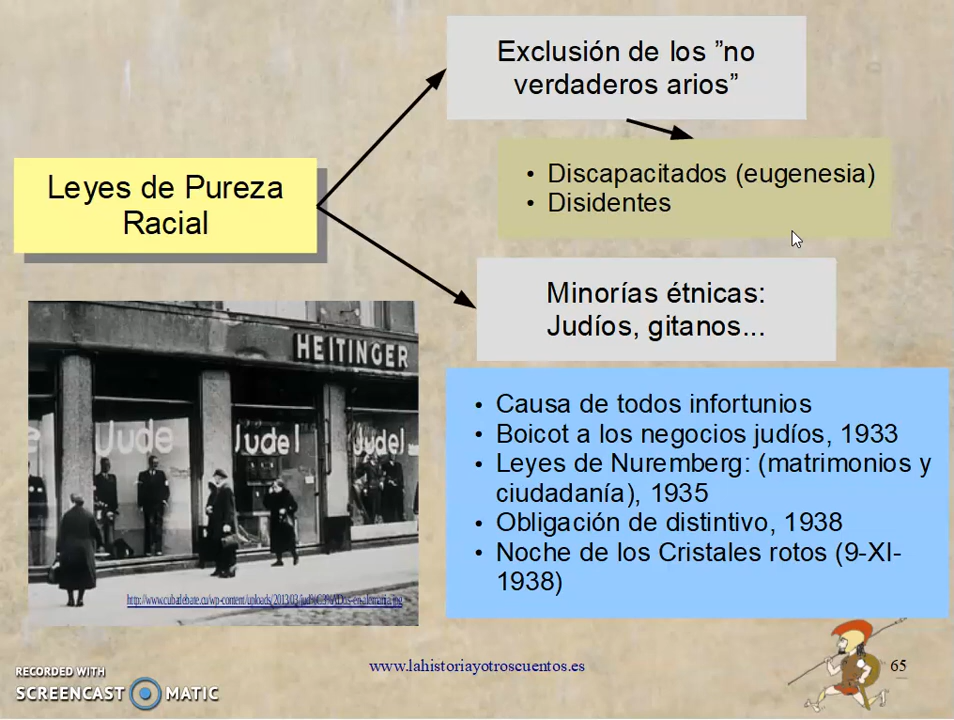 Exclusión de los ”no
verdaderos arios”
Leyes de Pureza
Racial
• Discapacitados (eugenesia)
• Disidentes
Minorías étnicas:
Judíos, gitanos...
HEITINGER
Jude
Jude!
Jude!
• Causa de todos infortunios
• Boicot a los negocios judíos, 1933
• Leyes de Nuremberg: (matrimonios y
ciudadanía), 1935
• Obligación de distintivo, 1938
• Noche de los Cristales rotos (9-XI-
1938)
www.lahistoriayotroscuentos.es
65
RECORDED WITH
SCREENCAST MATIC